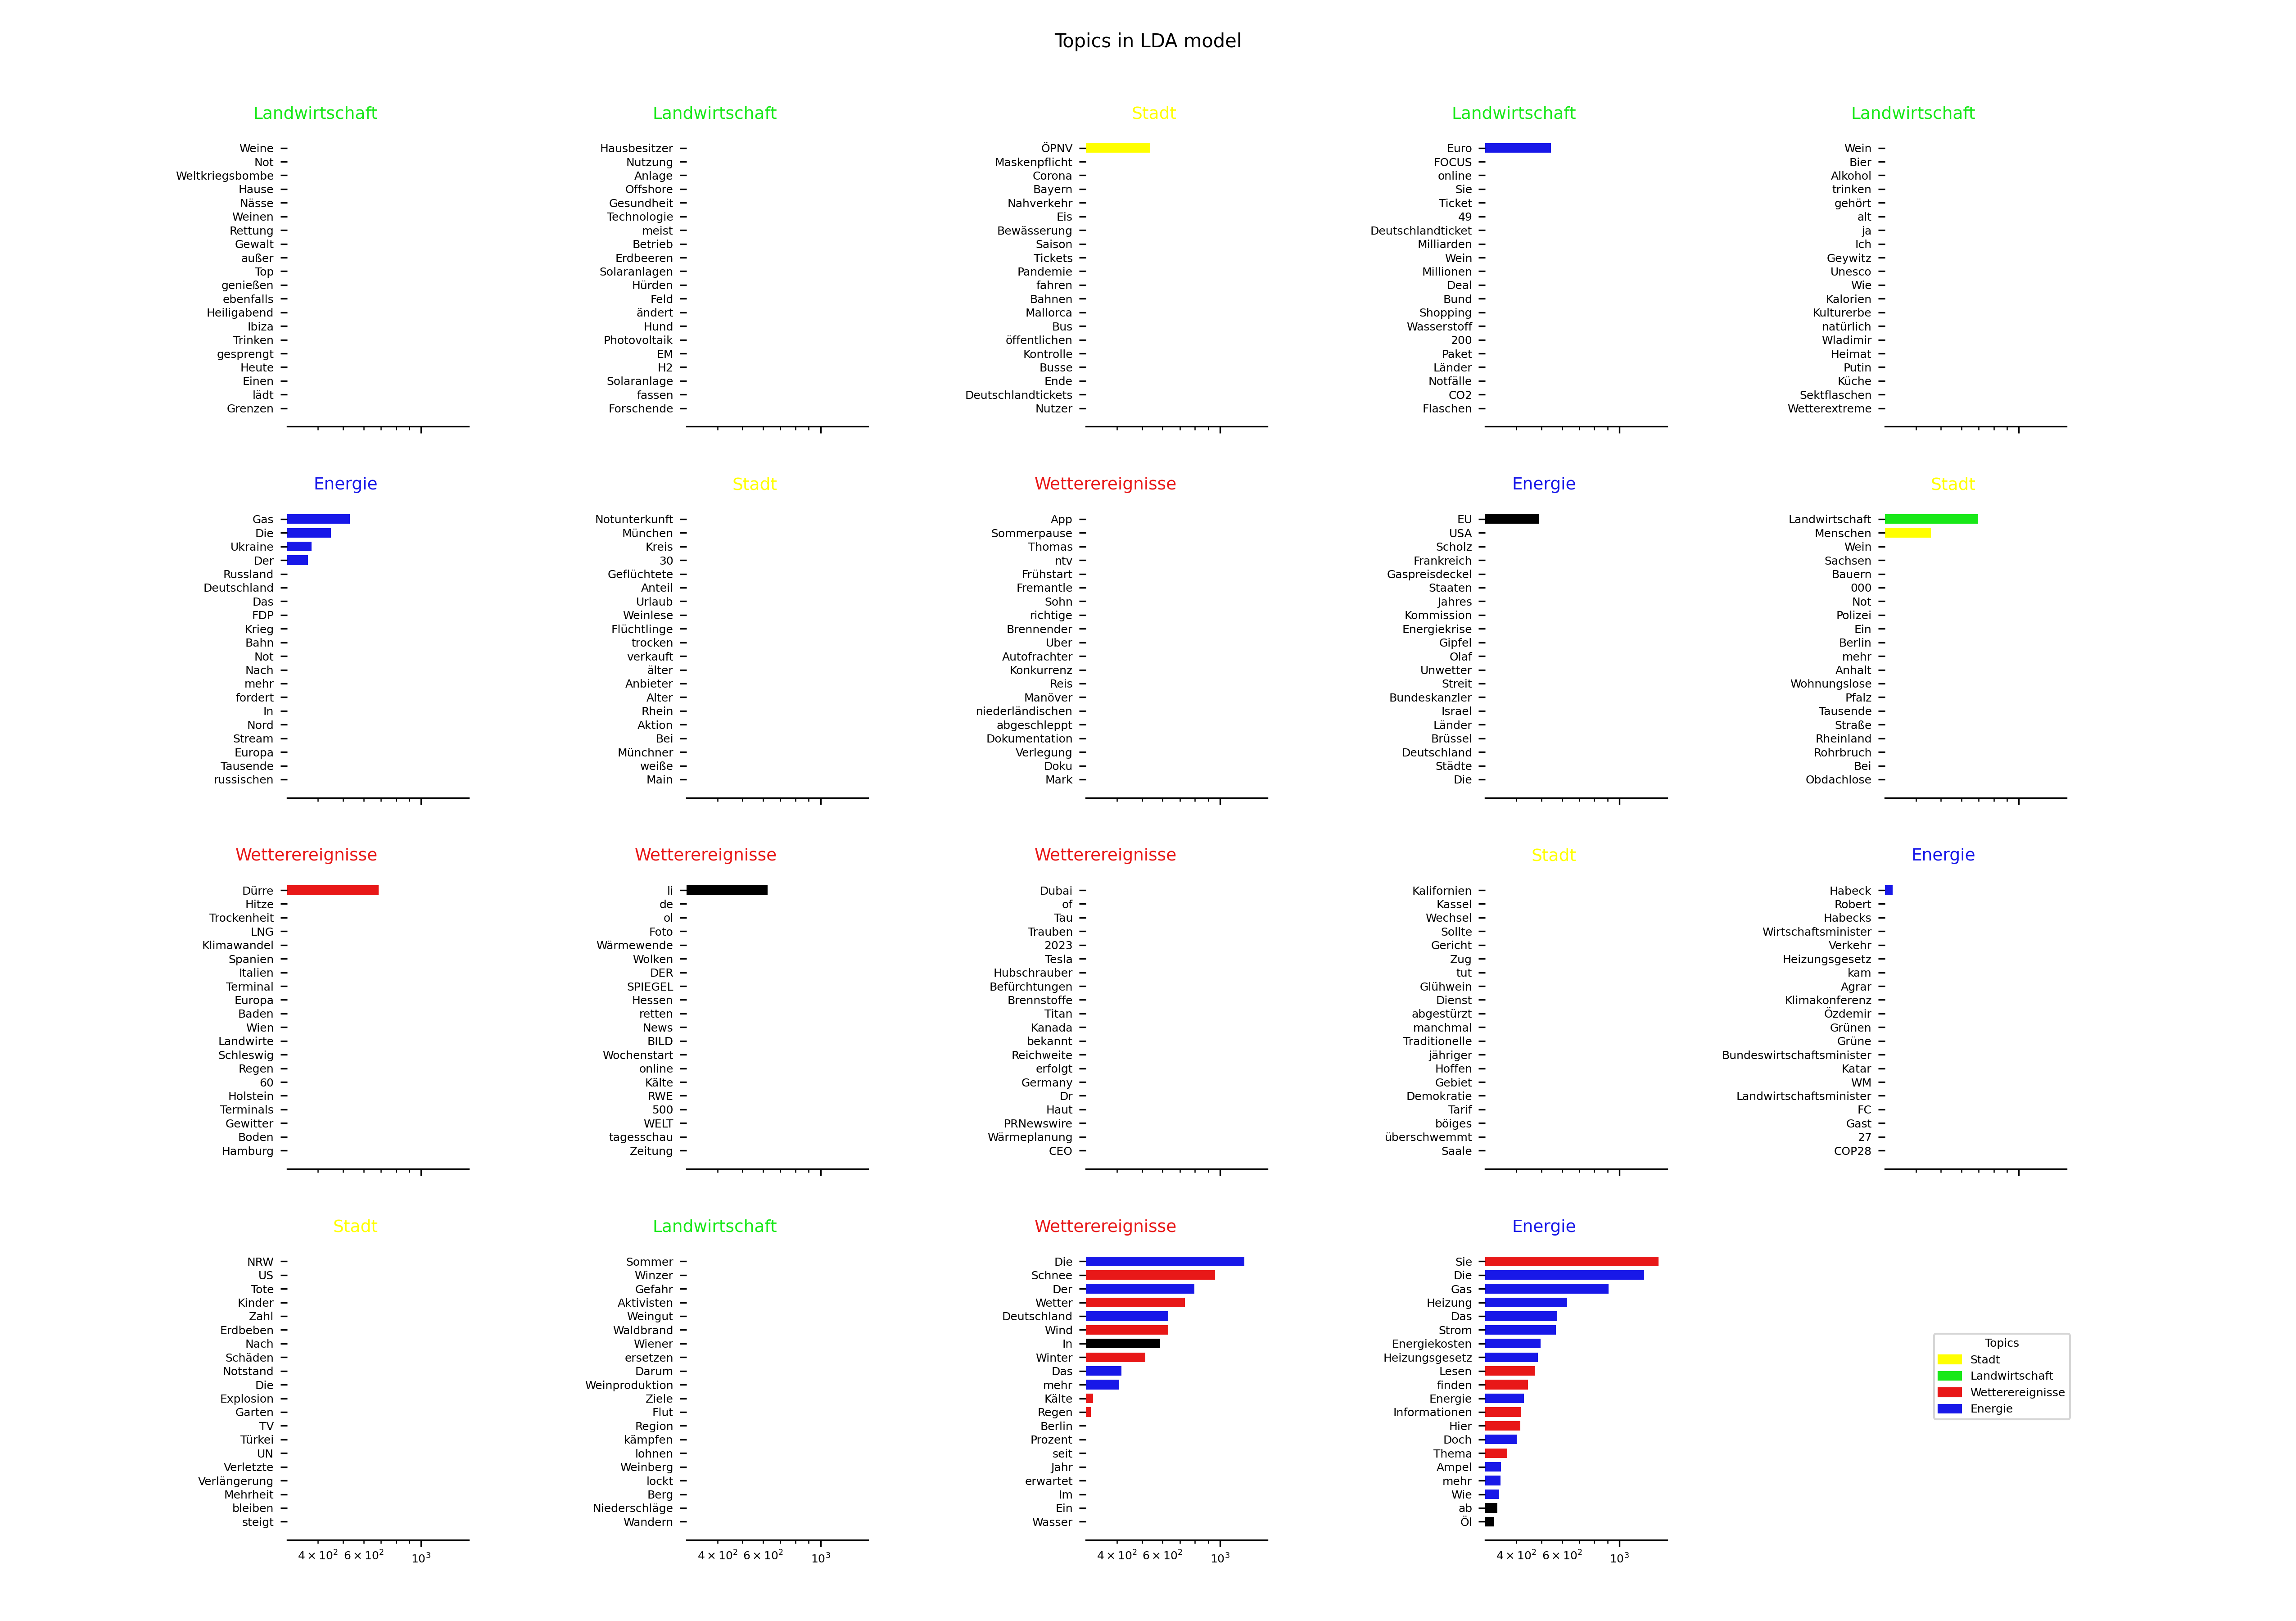 Topics in LDA model
Landwirtschaft
Weine
Not
Weltkriegsbombe
Hause
Nässe
Weinen
Rettung
Gewalt
außer
Top
genießen
ebenfalls
Heiligabend
Ibiza
Trinken
gesprengt
Heute
Einen
lädt
Grenzen
Landwirtschaft
Hausbesitzer
Nutzung
Anlage
Offshore
Gesundheit
Technologie
meist
Betrieb
Erdbeeren
Solaranlagen
Hürden
Feld
ändert
Hund
Photovoltaik
EM
H2
Solaranlage
fassen
Forschende
Stadt
ÖPNV
Maskenpflicht
Corona
Bayern
Nahverkehr
Eis
Bewässerung
Saison
Tickets
Pandemie
fahren
Bahnen
Mallorca
Bus
öffentlichen
Kontrolle
Busse
Ende
Deutschlandtickets
Nutzer
Landwirtschaft
Euro
FOCUS
online
Sie
Ticket
49
Deutschlandticket
Milliarden
Wein
Millionen
Deal
Bund
Shopping
Wasserstoff
200
Paket
Länder
Notfälle
CO2
Flaschen
Landwirtschaft
Wein
Bier
Alkohol
trinken
gehört
alt
ja
Ich
Geywitz
Unesco
Wie
Kalorien
Kulturerbe
natürlich
Wladimir
Heimat
Putin
Küche
Sektflaschen
Wetterextreme
Energie
Gas
Die
Ukraine
Der
Russland
Deutschland
Das
FDP
Krieg
Bahn
Not
Nach
mehr
fordert
In
Nord
Stream
Europa
Tausende
russischen
Stadt
Notunterkunft
München
Kreis
30
Geflüchtete
Anteil
Urlaub
Weinlese
Flüchtlinge
trocken
verkauft
älter
Anbieter
Alter
Rhein
Aktion
Bei
Münchner
weiße
Main
Wetterereignisse
App
Sommerpause
Thomas
ntv
Frühstart
Fremantle
Sohn
richtige
Brennender
Uber
Autofrachter
Konkurrenz
Reis
Manöver
niederländischen
abgeschleppt
Dokumentation
Verlegung
Doku
Mark
Energie
EU
USA
Scholz
Frankreich
Gaspreisdeckel
Staaten
Jahres
Kommission
Energiekrise
Gipfel
Olaf
Unwetter
Streit
Bundeskanzler
Israel
Länder
Brüssel
Deutschland
Städte
Die
Stadt
Landwirtschaft
Menschen
Wein
Sachsen
Bauern
000
Not
Polizei
Ein
Berlin
mehr
Anhalt
Wohnungslose
Pfalz
Tausende
Straße
Rheinland
Rohrbruch
Bei
Obdachlose
Wetterereignisse
Dürre
Hitze
Trockenheit
LNG
Klimawandel
Spanien
Italien
Terminal
Europa
Baden
Wien
Landwirte
Schleswig
Regen
60
Holstein
Terminals
Gewitter
Boden
Hamburg
Wetterereignisse
li
de
ol
Foto
Wärmewende
Wolken
DER
SPIEGEL
Hessen
retten
News
BILD
Wochenstart
online
Kälte
RWE
500
WELT
tagesschau
Zeitung
Wetterereignisse
Dubai
of
Tau
Trauben
2023
Tesla
Hubschrauber
Befürchtungen
Brennstoffe
Titan
Kanada
bekannt
Reichweite
erfolgt
Germany
Dr
Haut
PRNewswire
Wärmeplanung
CEO
Stadt
Kalifornien
Kassel
Wechsel
Sollte
Gericht
Zug
tut
Glühwein
Dienst
abgestürzt
manchmal
Traditionelle
jähriger
Hoffen
Gebiet
Demokratie
Tarif
böiges
überschwemmt
Saale
Energie
Habeck
Robert
Habecks
Wirtschaftsminister
Verkehr
Heizungsgesetz
kam
Agrar
Klimakonferenz
Özdemir
Grünen
Grüne
Bundeswirtschaftsminister
Katar
WM
Landwirtschaftsminister
FC
Gast
27
COP28
Stadt
NRW
US
Tote
Kinder
Zahl
Erdbeben
Nach
Schäden
Notstand
Die
Explosion
Garten
TV
Türkei
UN
Verletzte
Verlängerung
Mehrheit
bleiben
steigt
4 × 10² 6 × 10² 10³
Landwirtschaft
Sommer
Winzer
Gefahr
Aktivisten
Weingut
Waldbrand
Wiener
ersetzen
Darum
Weinproduktion
Ziele
Flut
Region
kämpfen
lohnen
Weinberg
lockt
Berg
Niederschläge
Wandern
4 × 10² 6 × 10² 10³
Wetterereignisse
Die
Schnee
Der
Wetter
Deutschland
Wind
In
Winter
Das
mehr
Kälte
Regen
Berlin
Prozent
seit
Jahr
erwartet
Im
Ein
Wasser
4 × 10² 6 × 10² 10³
Energie
Sie
Die
Gas
Heizung
Das
Strom
Energiekosten
Heizungsgesetz
Lesen
finden
Energie
Informationen
Hier
Doch
Thema
Ampel
mehr
Wie
ab
Öl
4 × 10² 6 × 10² 10³
Topics
Stadt
Landwirtschaft
Wetterereignisse
Energie